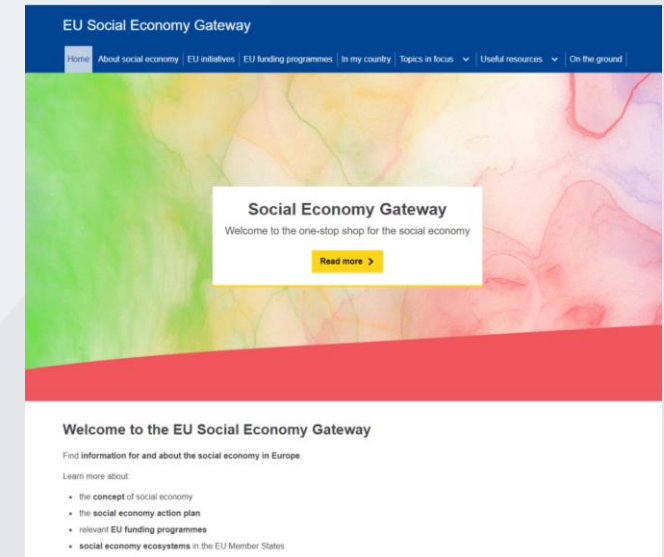 EU Social Economy Gateway
Home About social economy EU initiatives EU funding programmes In my country Topics in focus Useful resources On the ground
Social Economy Gateway
Welcome to the one-stop shop for the social economy
Read more
Welcome to the EU Social Economy Gateway
Find information for and about the social economy in Europe
Learn more about:
• the concept of social economy
• the social economy action plan
• relevant EU funding programmes
• social economy ecosystems in the EU Member States